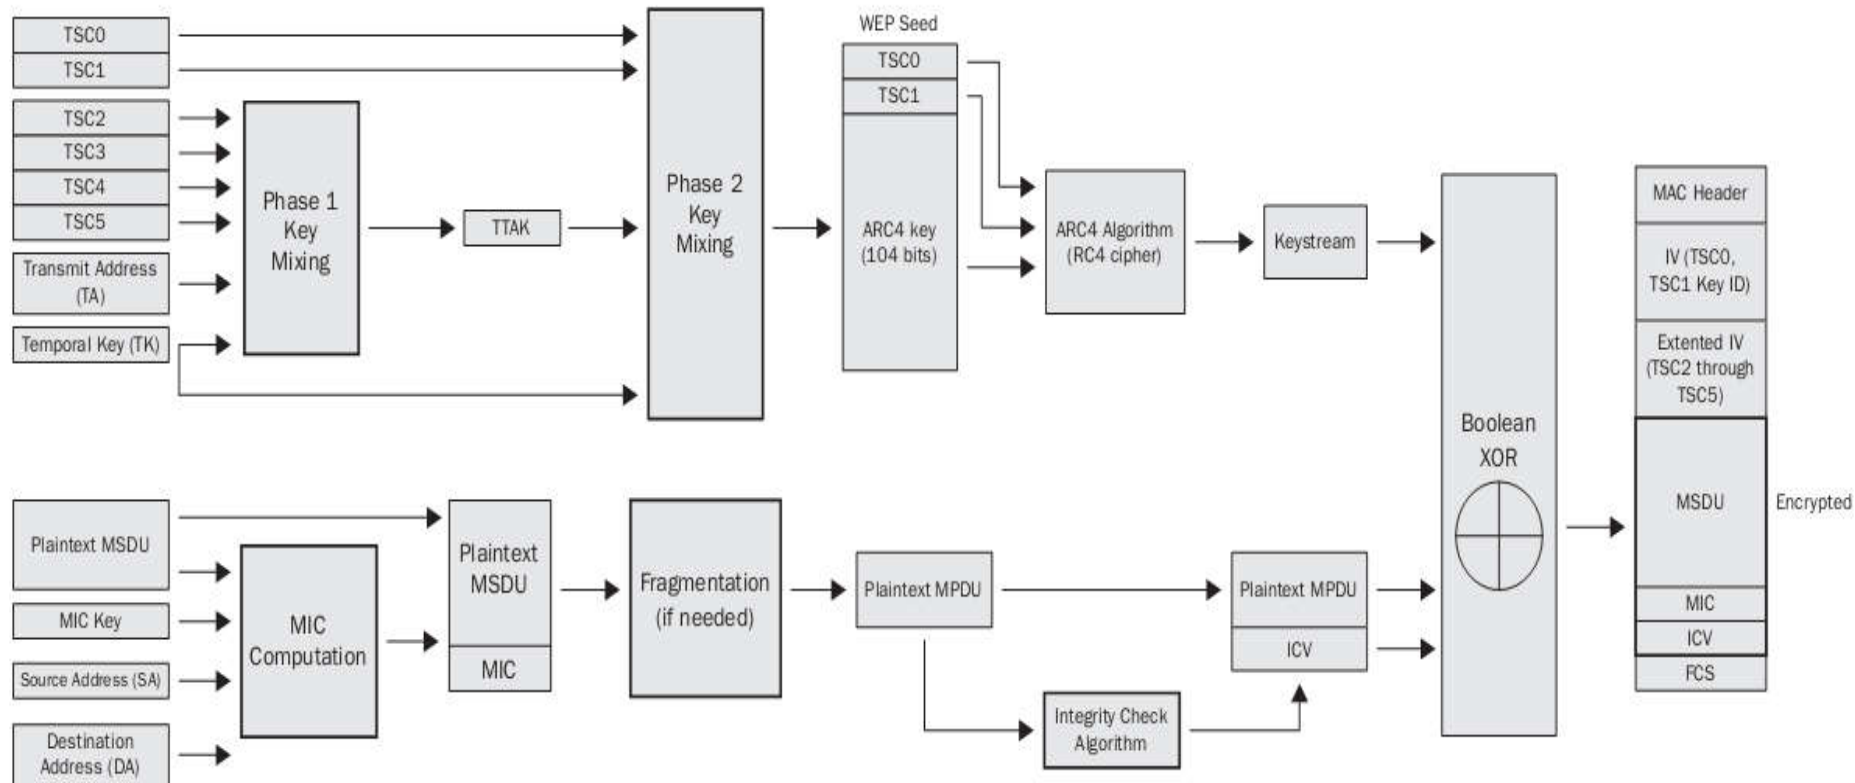 TSC0
TSC1
TSC2
TSC3
TSC4
TSC5
Transmit Address
(TA)
Temporal Key (TK)
Phase 1
Key
Mixing
TTAK
Phase 2
Key
Mixing
WEP Seed
TSC0
TSC1
ARC4 key
(104 bits)
ARC4 Algorithm
(RC4 cipher)
Keystream
Plaintext MSDU
MIC Key
Source Address (SA)
Destination
Address (DA)
MIC
Computation
Plaintext
MSDU
MIC
Fragmentation
(if needed)
Plaintext MPDU
Integrity Check
Algorithm
Plaintext MPDU
ICV
Boolean
XOR
MAC Header
IV (TSC0,
TSC1 Key ID)
Extented IV
(TSC2 through
TSC5)
MSDU
Encrypted
MIC
ICV
FCS